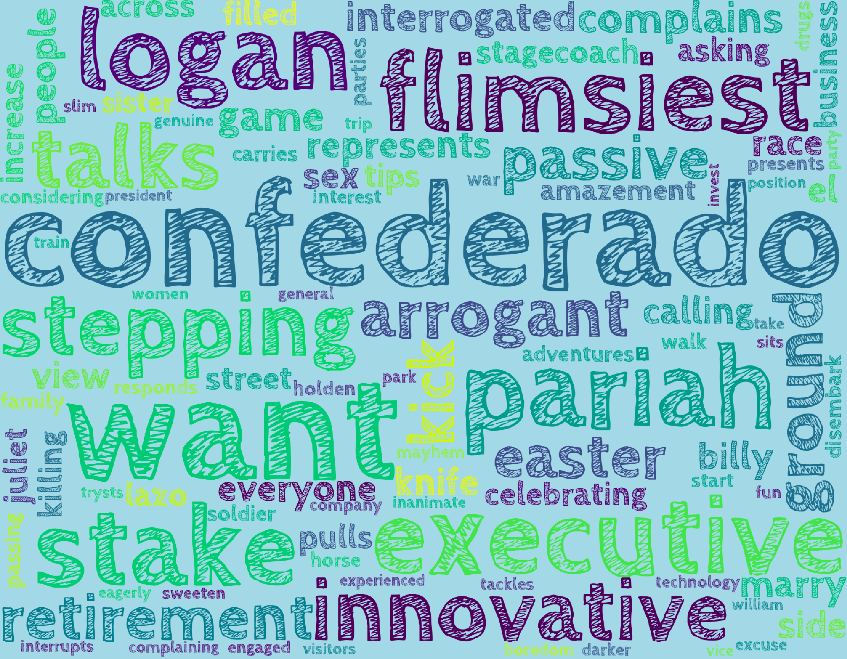 across
filled
interrogated
complains
drugs
business
people
logan
parties
stagecoach
asking
flimsiest
slim
sister
genuine
game
trip
increase
talks
carries
represents
passive
race
party
presents
considering
president
sex
tips
interest
war
amazement
invest
position
el
confederado
train
women
general
stepping
arrogant
calling
take
walk
sits
ground
view
responds
street
holden
park
kick
adventures
pariah
disembark
family
want
mayhem
easter
billy
start
fun
juliet
killing
trysts
lazo
everyone
company
knife
inanimate
celebrating
passing
stake
soldier
pulls
horse
executive
eagerly
sweeten
experienced
tackles
technology
marry
william
retirement
innovative
side
interrupts
complaining
engaged
visitors
boredom
darker
vice
excuse